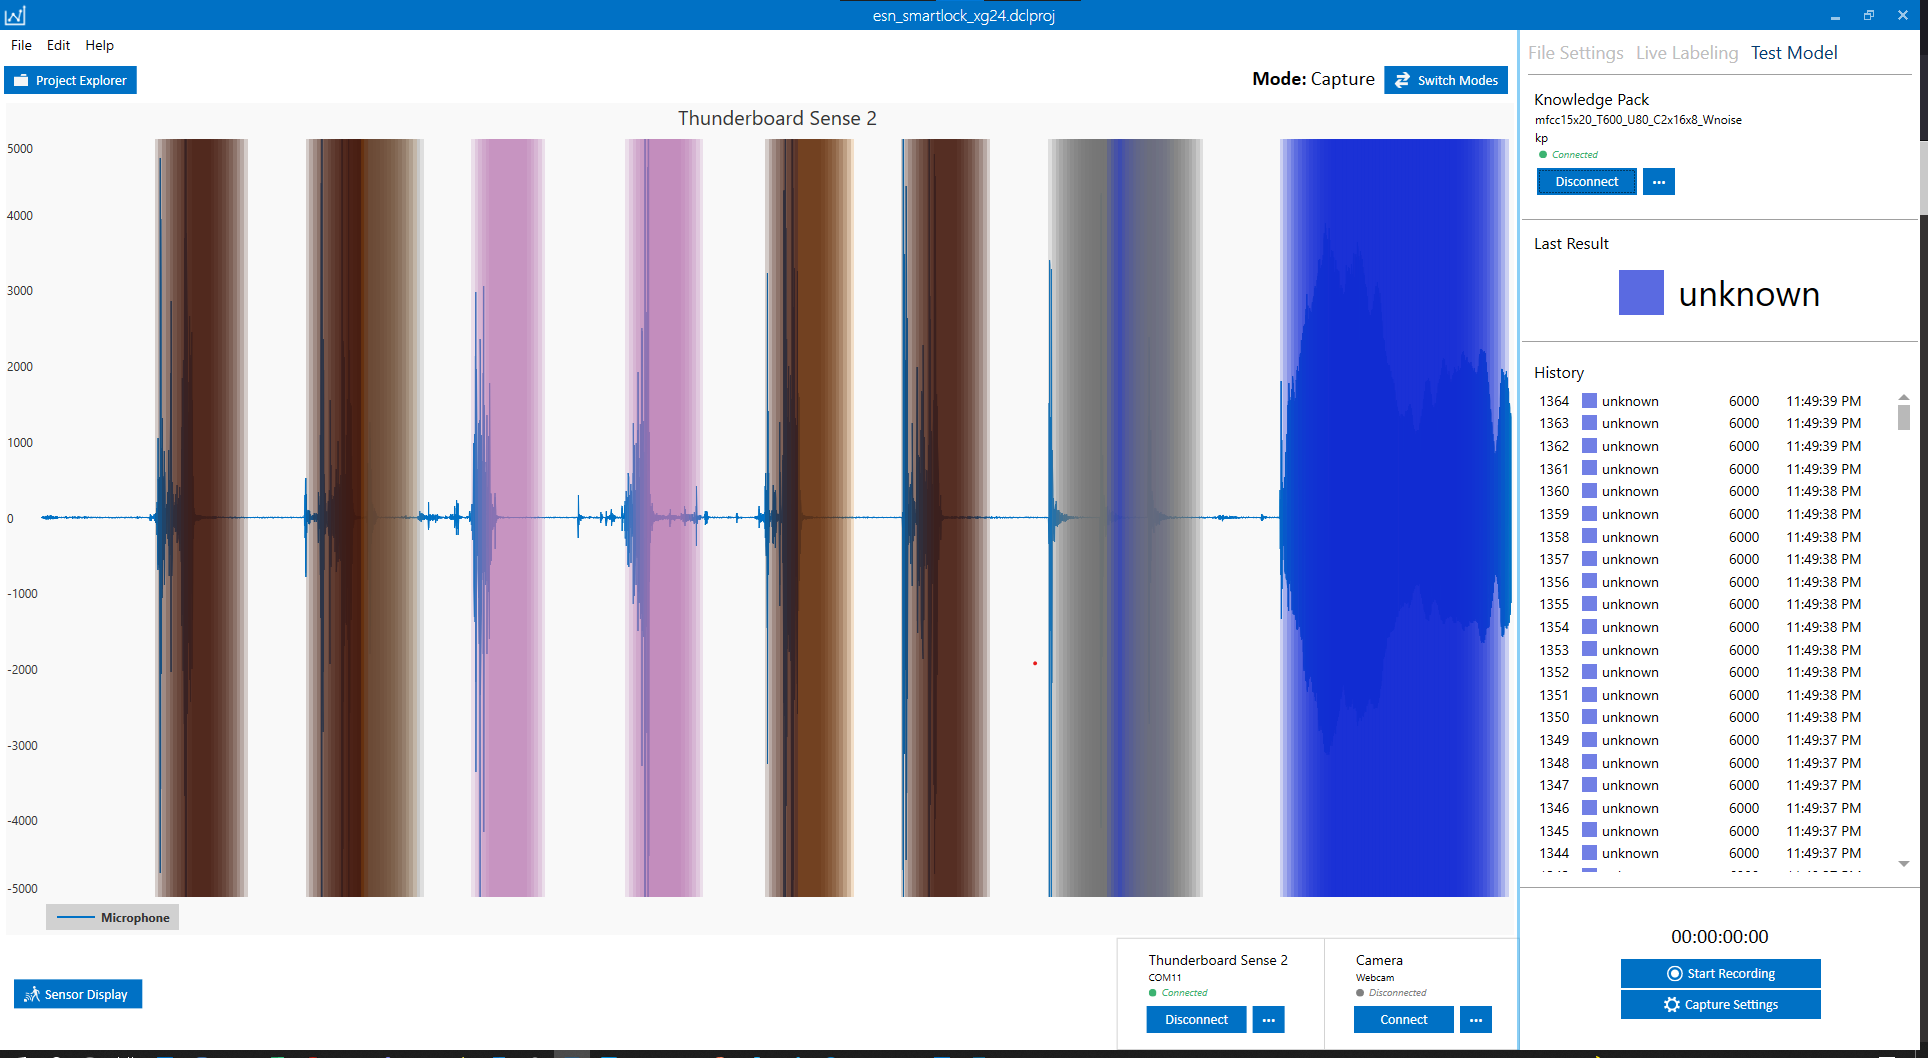 esn_smartlock_xg24.dclproj
File Edit Help
Project Explorer
Mode: Capture
Switch Modes
Thunderboard Sense 2
5000
4000
3000
2000
1000
0
-1000
-2000
-3000
-4000
-5000
Microphone
Sensor Display
Thunderboard Sense 2
COM11
Connected
Disconnect
...
Camera
Webcam
Disconnected
Connect
...
File Settings Live Labeling Test Model
Knowledge Pack
mfcc15x20_T600_U80_C2x16x8_Wnoise
kp
Connected
Disconnect
...
Last Result
unknown
History
1364 unknown 6000 11:49:39 PM
1363 unknown 6000 11:49:39 PM
1362 unknown 6000 11:49:39 PM
1361 unknown 6000 11:49:39 PM
1360 unknown 6000 11:49:38 PM
1359 unknown 6000 11:49:38 PM
1358 unknown 6000 11:49:38 PM
1357 unknown 6000 11:49:38 PM
1356 unknown 6000 11:49:38 PM
1355 unknown 6000 11:49:38 PM
1354 unknown 6000 11:49:38 PM
1353 unknown 6000 11:49:38 PM
1352 unknown 6000 11:49:38 PM
1351 unknown 6000 11:49:38 PM
1350 unknown 6000 11:49:38 PM
1349 unknown 6000 11:49:37 PM
1348 unknown 6000 11:49:37 PM
1347 unknown 6000 11:49:37 PM
1346 unknown 6000 11:49:37 PM
1345 unknown 6000 11:49:37 PM
1344 unknown 6000 11:49:37 PM
00:00:00:00
Start Recording
Capture Settings